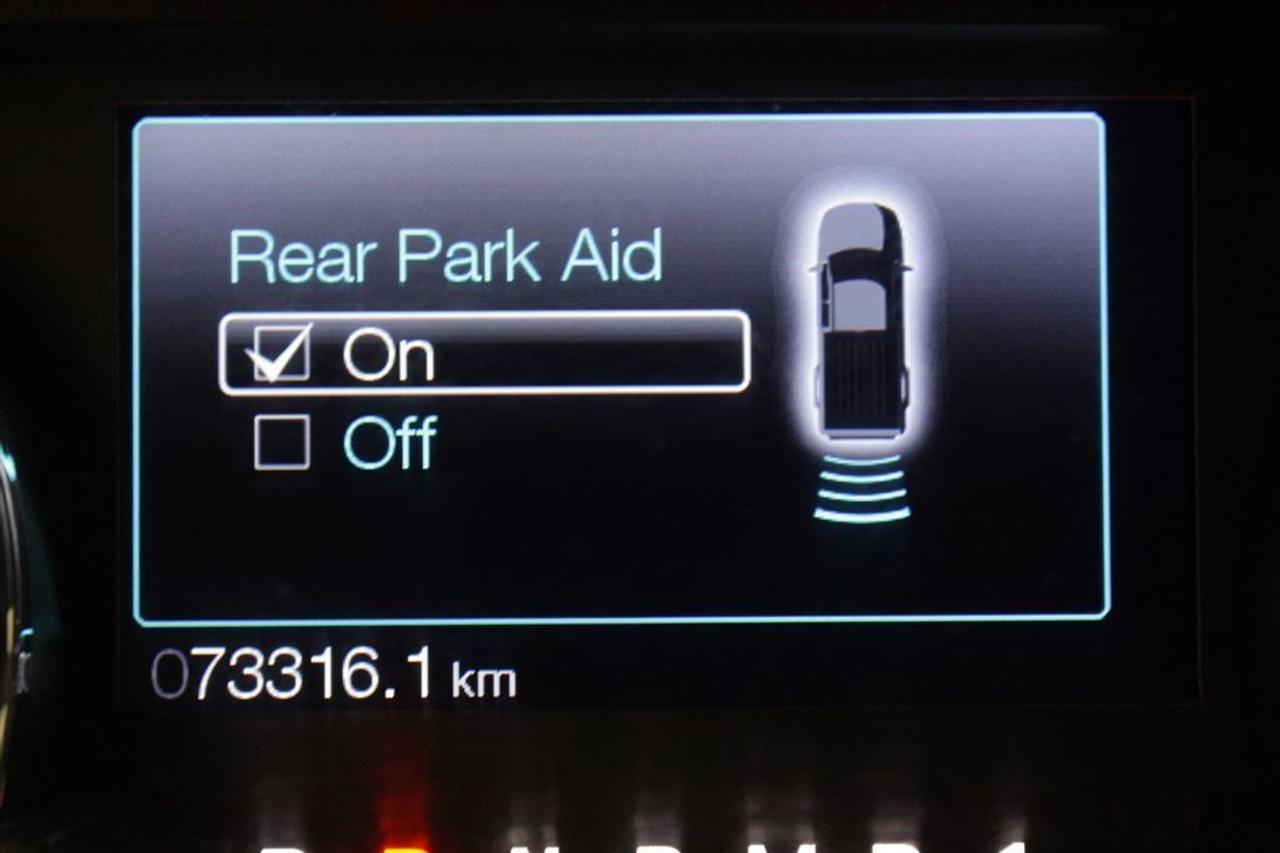 Rear Park Aid
On
Off
073316.1 km